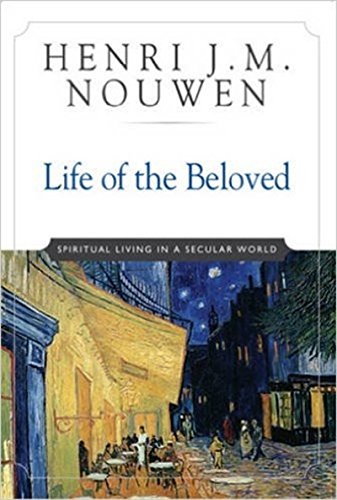 HENRI J.M.
NOUWEN
Life of the Beloved
SPIRITUAL LIVING IN A SECULAR WORLD